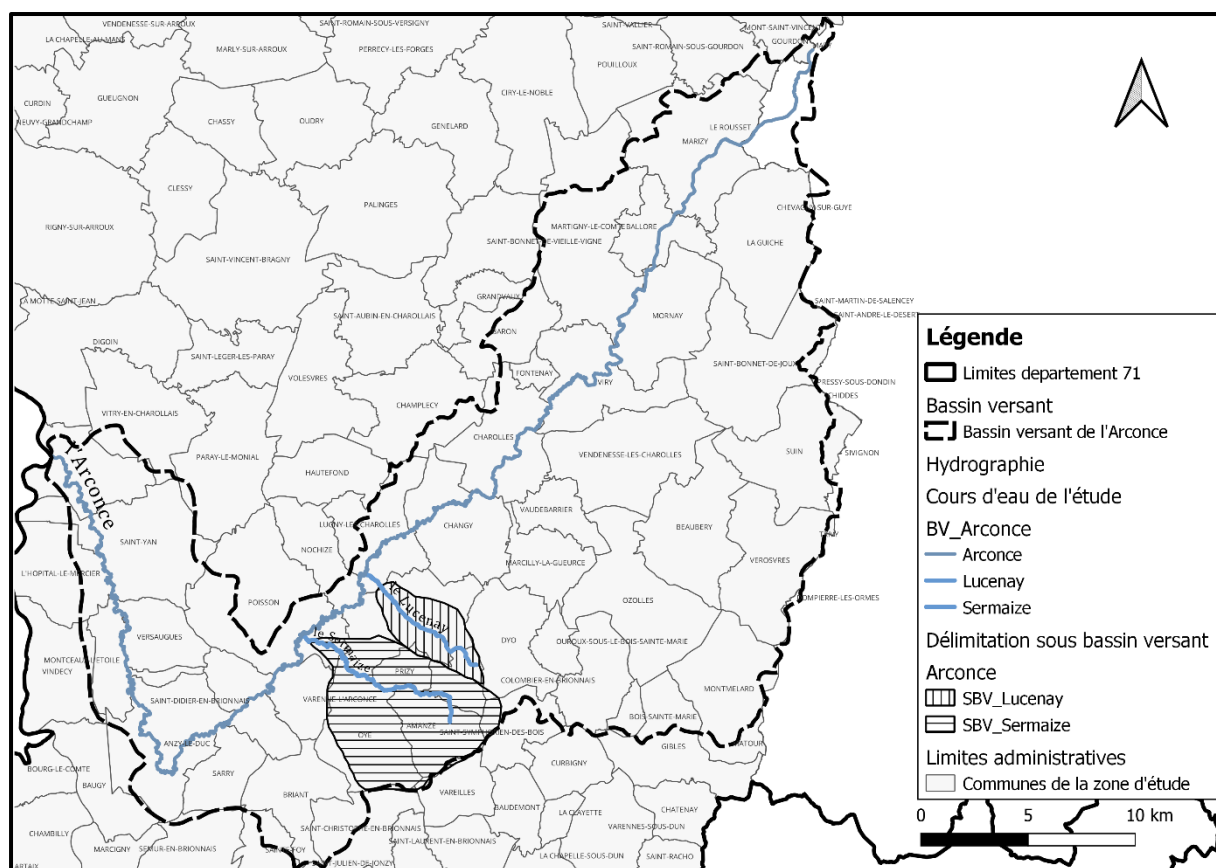 VENDENESSE-SUR-ARROUX
SAINT-ROMAIN-SOUS-VERSIGNY
SAINT-VALLIER
MONT-SAINT-VINCENT
LA CHAPELLE-AU-MANS
MARLY-SUR-ARROUX
PERRECY-LES-FORGES
SAINT-ROMAIN-SOUS-GOURDON
GOURDON
POUILLOUX
CURDIN
GUEUGNON
CIRY-LE-NOBLE
NEUVY-GRANDCHAMP
CHASSY
OUDRY
GENELARD
LE ROUSSET
MARIZY
CLESSY
PALINGES
RIGNY-SUR-ARROUX
MARTIGNY-LE-COMTE
BALLORE
SAINT-BONNET-DE-VIEILLE-VIGNE
LA GUICHE
SAINT-VINCENT-BRAGNY
LA MOTTE-SAINT-JEAN
GRANDVAUX
SAINT-MARTIN-DE-SALENCEY
SAINT-ANDRE-LE-DESERT
SAINT-AUBIN-EN-CHAROLLAIS
MORNAY
BARON
DIGOIN
SAINT-LEGER-LES-PARAY
SAINT-BONNET-DE-JOUX
FONTENAY
VOLESVRES
VIRY
PRESSY-SOUS-DONDIN
CHIDDES
VITRY-EN-CHAROLLAIS
CHAMPLECY
CHAROLLES
PARAY-LE-MONIAL
VENDENESSE-LES-CHAROLLES
SUIN
SIVIGNON
HAUTEFOND
l'Arconce
VAUDEBARRIER
LUGNY-LES-CHAROLLES
CHANGY
BEAUBERY
SAINT-YAN
NOCHIZE
VEROSVRES
MARCILLY-LA-GUEURCE
L'HOPITAL-LE-MERCIER
POISSON
le Lucenay
OZOLLES
DOMPIERRE-LES-ORMES
VERSAUGUES
le Sermaize
DYO
OUROUX-SOUS-LE-BOIS-SAINTE-MARIE
MONTCEAUX-L'ETOILE
VINDECY
PRIZY
COLOMBIER-EN-BRIONNAIS
MONTMELARD
SAINT-DIDIER-EN-BRIONNAIS
VARENNE-L'ARCONCE
AMANZE
BOIS-SAINTE-MARIE
OYE
SAINT-SYMPHORIEN-DES-BOIS
ANZY-LE-DUC
MATOUR
GIBLES
BOURG-LE-COMTE
SARRY
CURBIGNY
BAUGY
BRIANT
VAREILLES
BAUDEMONT
LA CLAYETTE
CHATENAY
CHAMBILLY
SAINT-CHRISTOPHE-EN-BRIONNAIS
VARENNES-SOUS-DUN
MARCIGNY
SEMUR-EN-BRIONNAIS
SAINT-LAURENT-EN-BRIONNAIS
LA CHAPELLE-SOUS-DUN
SAINT-RACHO
Légende
Limites departement 71
Bassin versant
Bassin versant de l'Arconce
Hydrographie
Cours d'eau de l'étude
BV_Arconce
Arconce
Lucenay
Sermaize
Délimitation sous bassin versant
Arconce
SBV_Lucenay
SBV_Sermaize
Limites administratives
Communes de la zone d'étude
0 5 10 km